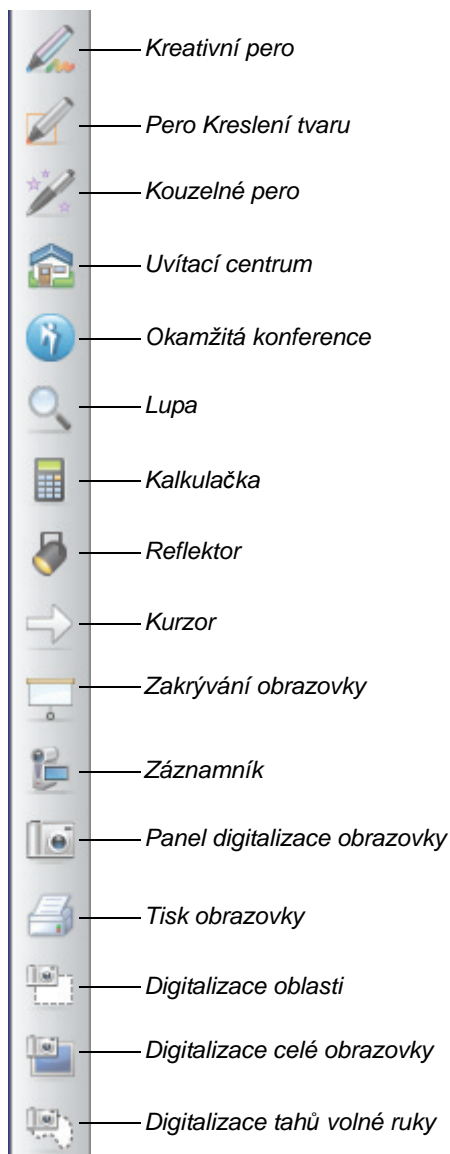 Kreativní pero
Pero Kreslení tvaru
Kouzelné pero
Uvítací centrum
Okamžitá konference
Lupa
Kalkulačka
Reflektor
Kurzor
Zakrývání obrazovky
Záznamník
Panel digitalizace obrazovky
Tisk obrazovky
Digitalizace oblasti
Digitalizace celé obrazovky
Digitalizace tahů volné ruky